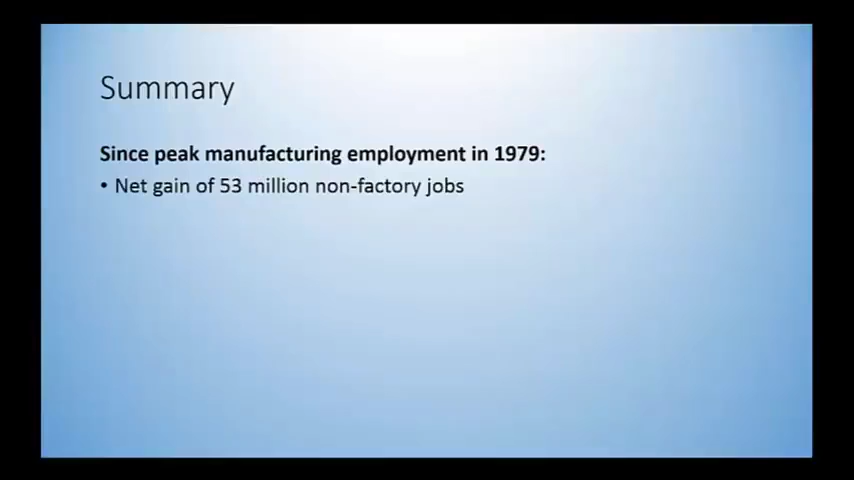 Summary
Since peak manufacturing employment in 1979:
• Net gain of 53 million non-factory jobs